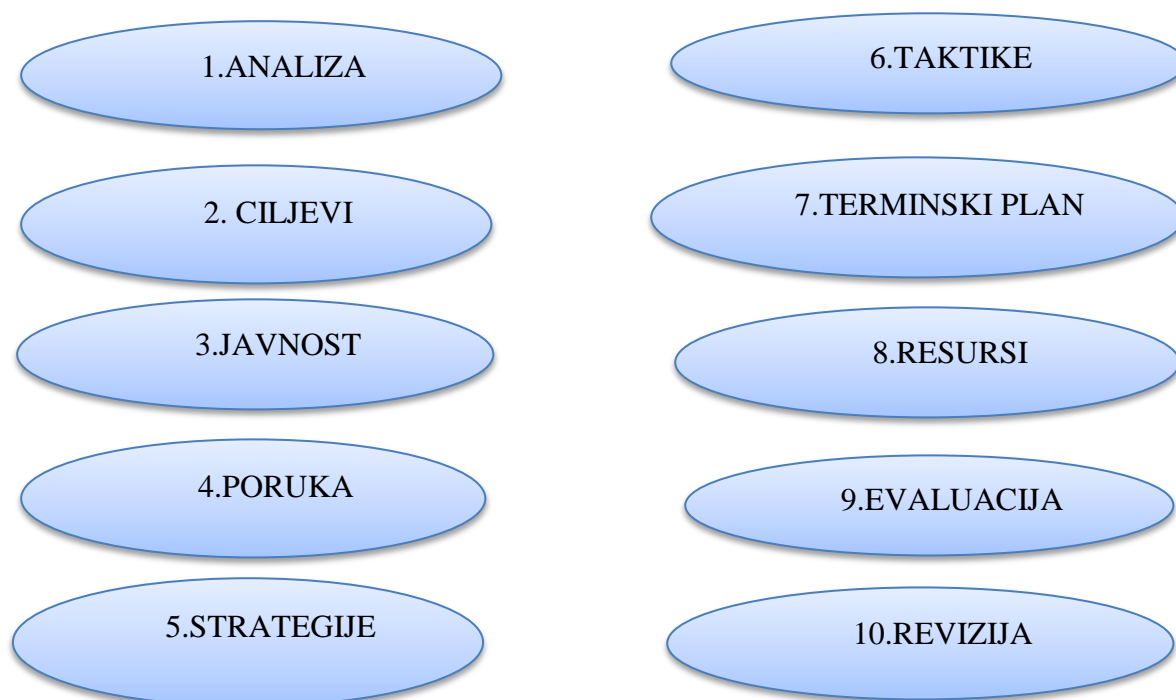 1.ANALIZA
2. CILJEVI
3.JAVNOST
4.PORUKA
5.STRATEGIJE
6.TAKTIKE
7.TERMINSKI PLAN
8.RESURSI
9.EVALUACIJA
10.REVIZIJA